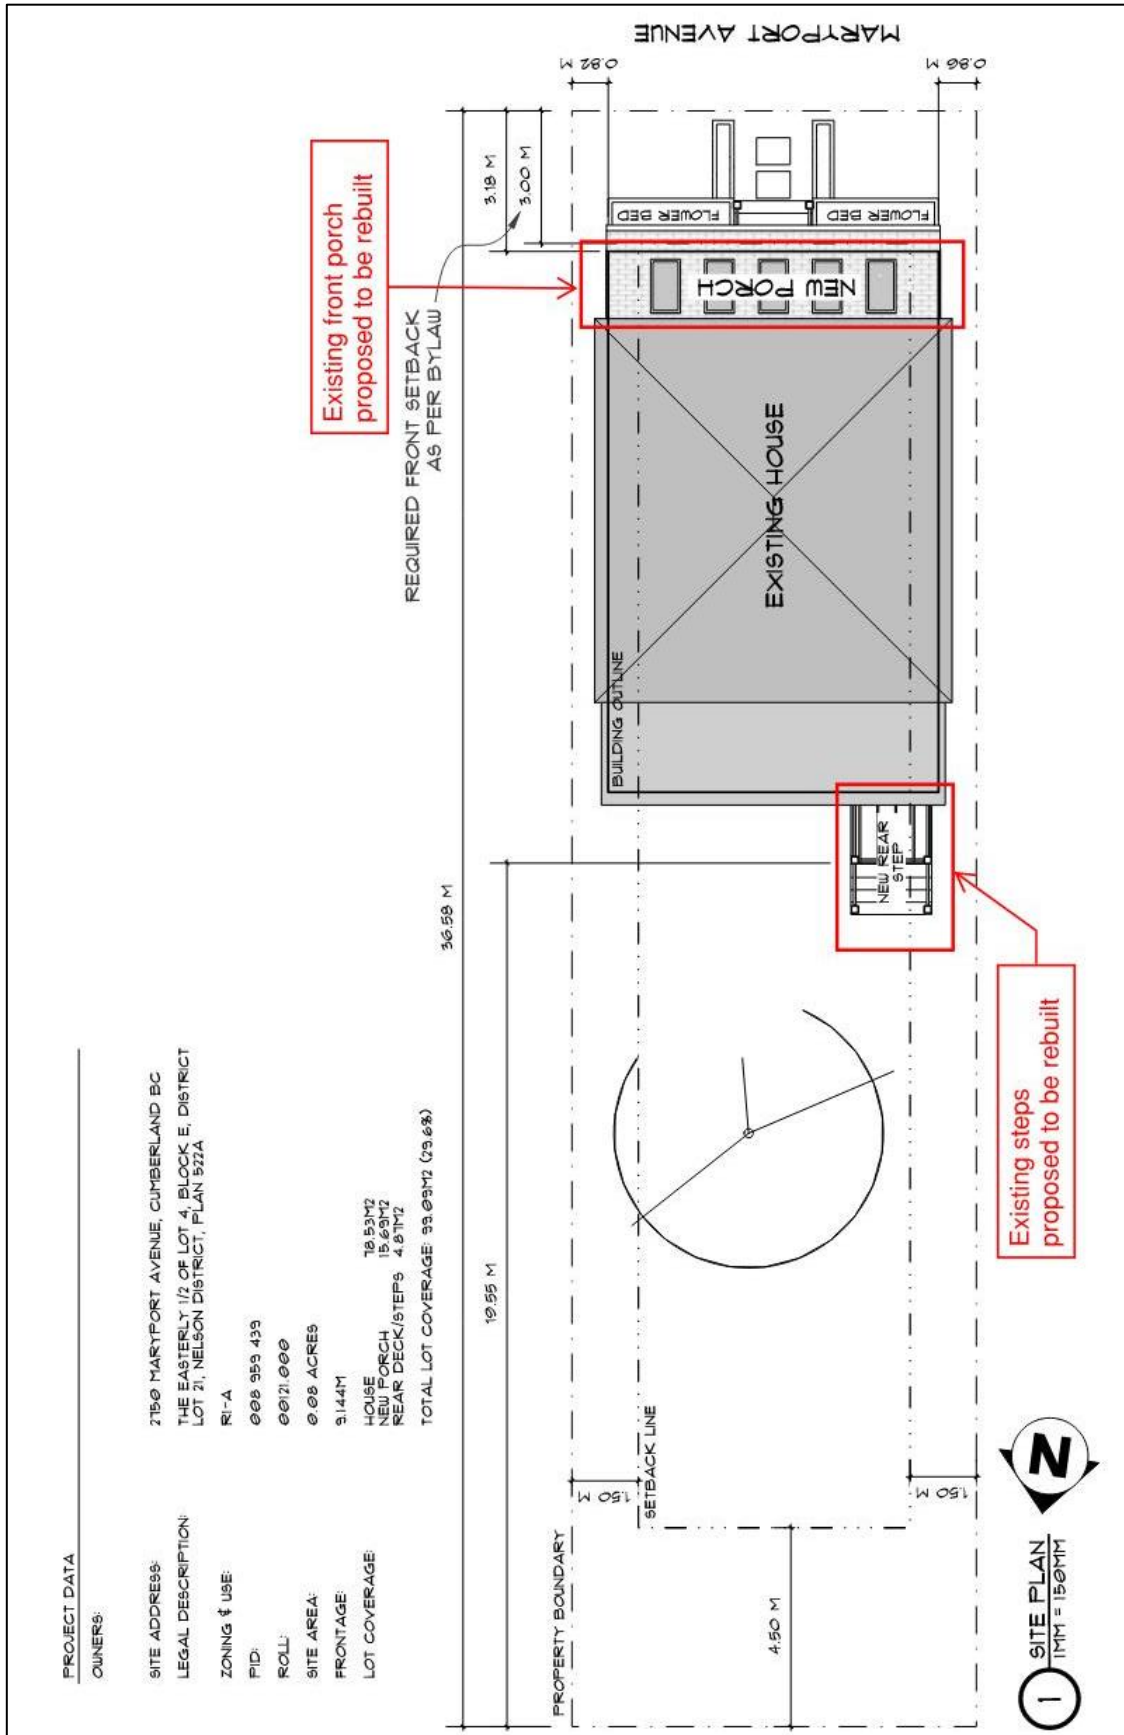 PROJECT DATA
OWNERS:
SITE ADDRESS: 2750 MARYPORT AVENUE, CUMBERLAND BC
LEGAL DESCRIPTION: THE EASTERLY 1/2 OF LOT 4, BLOCK E, DISTRICT
LOT 21, NELSON DISTRICT, PLAN 522A
ZONING & USE: R1-A
PID: 008 959 439
ROLL: 00121.000
SITE AREA: 0.08 ACRES
FRONTAGE: 9.144M
LOT COVERAGE: HOUSE 78.53M2
NEW PORCH 15.69M2
REAR DECK/STEPS 4.87M2
TOTAL LOT COVERAGE: 99.09M2 (29.6%)
Existing front porch
proposed to be rebuilt
REQUIRED FRONT SETBACK
AS PER BYLAW
3.18 M
3.00 M
36.58 M
19.55 M
0.82 M
0.86 M
MARYPORT AVENUE
FLOWER BED
FLOWER BED
NEW PORCH
EXISTING HOUSE
BUILDING OUTLINE
NEW REAR
STEP
SETBACK LINE
PROPERTY BOUNDARY
1.50 M
1.50 M
4.50 M
Existing steps
proposed to be rebuilt
1
SITE PLAN
1MM = 150MM
N